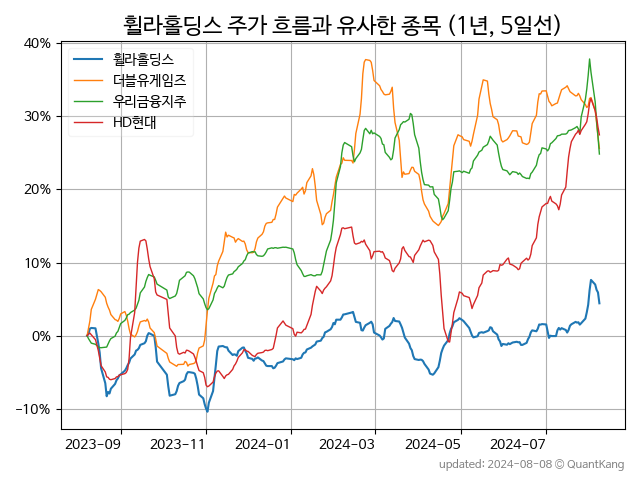 휠라홀딩스 주가 흐름과 유사한 종목 (1년, 5일선)
휠라홀딩스
더블유게임즈
우리금융지주
HD현대
40%
30%
20%
10%
0%
−10%
2023-09 2023-11 2024-01 2024-03 2024-05 2024-07
updated: 2024-08-08 © QuantKang